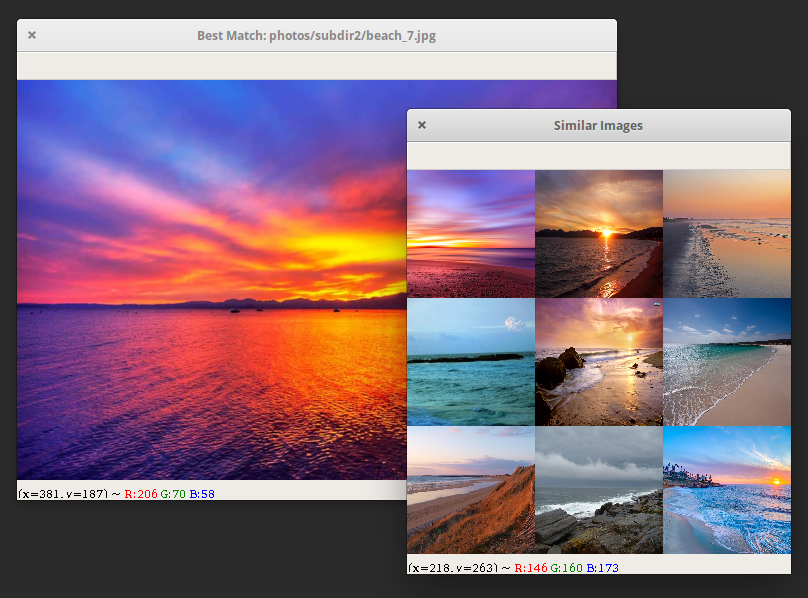 Best Match: photos/subdir2/beach_7.jpg
Similar Images
(x=381, y=187) ~ R:206 G:70 B:58
(x=218, y=263) ~ R:146 G:160 B:173